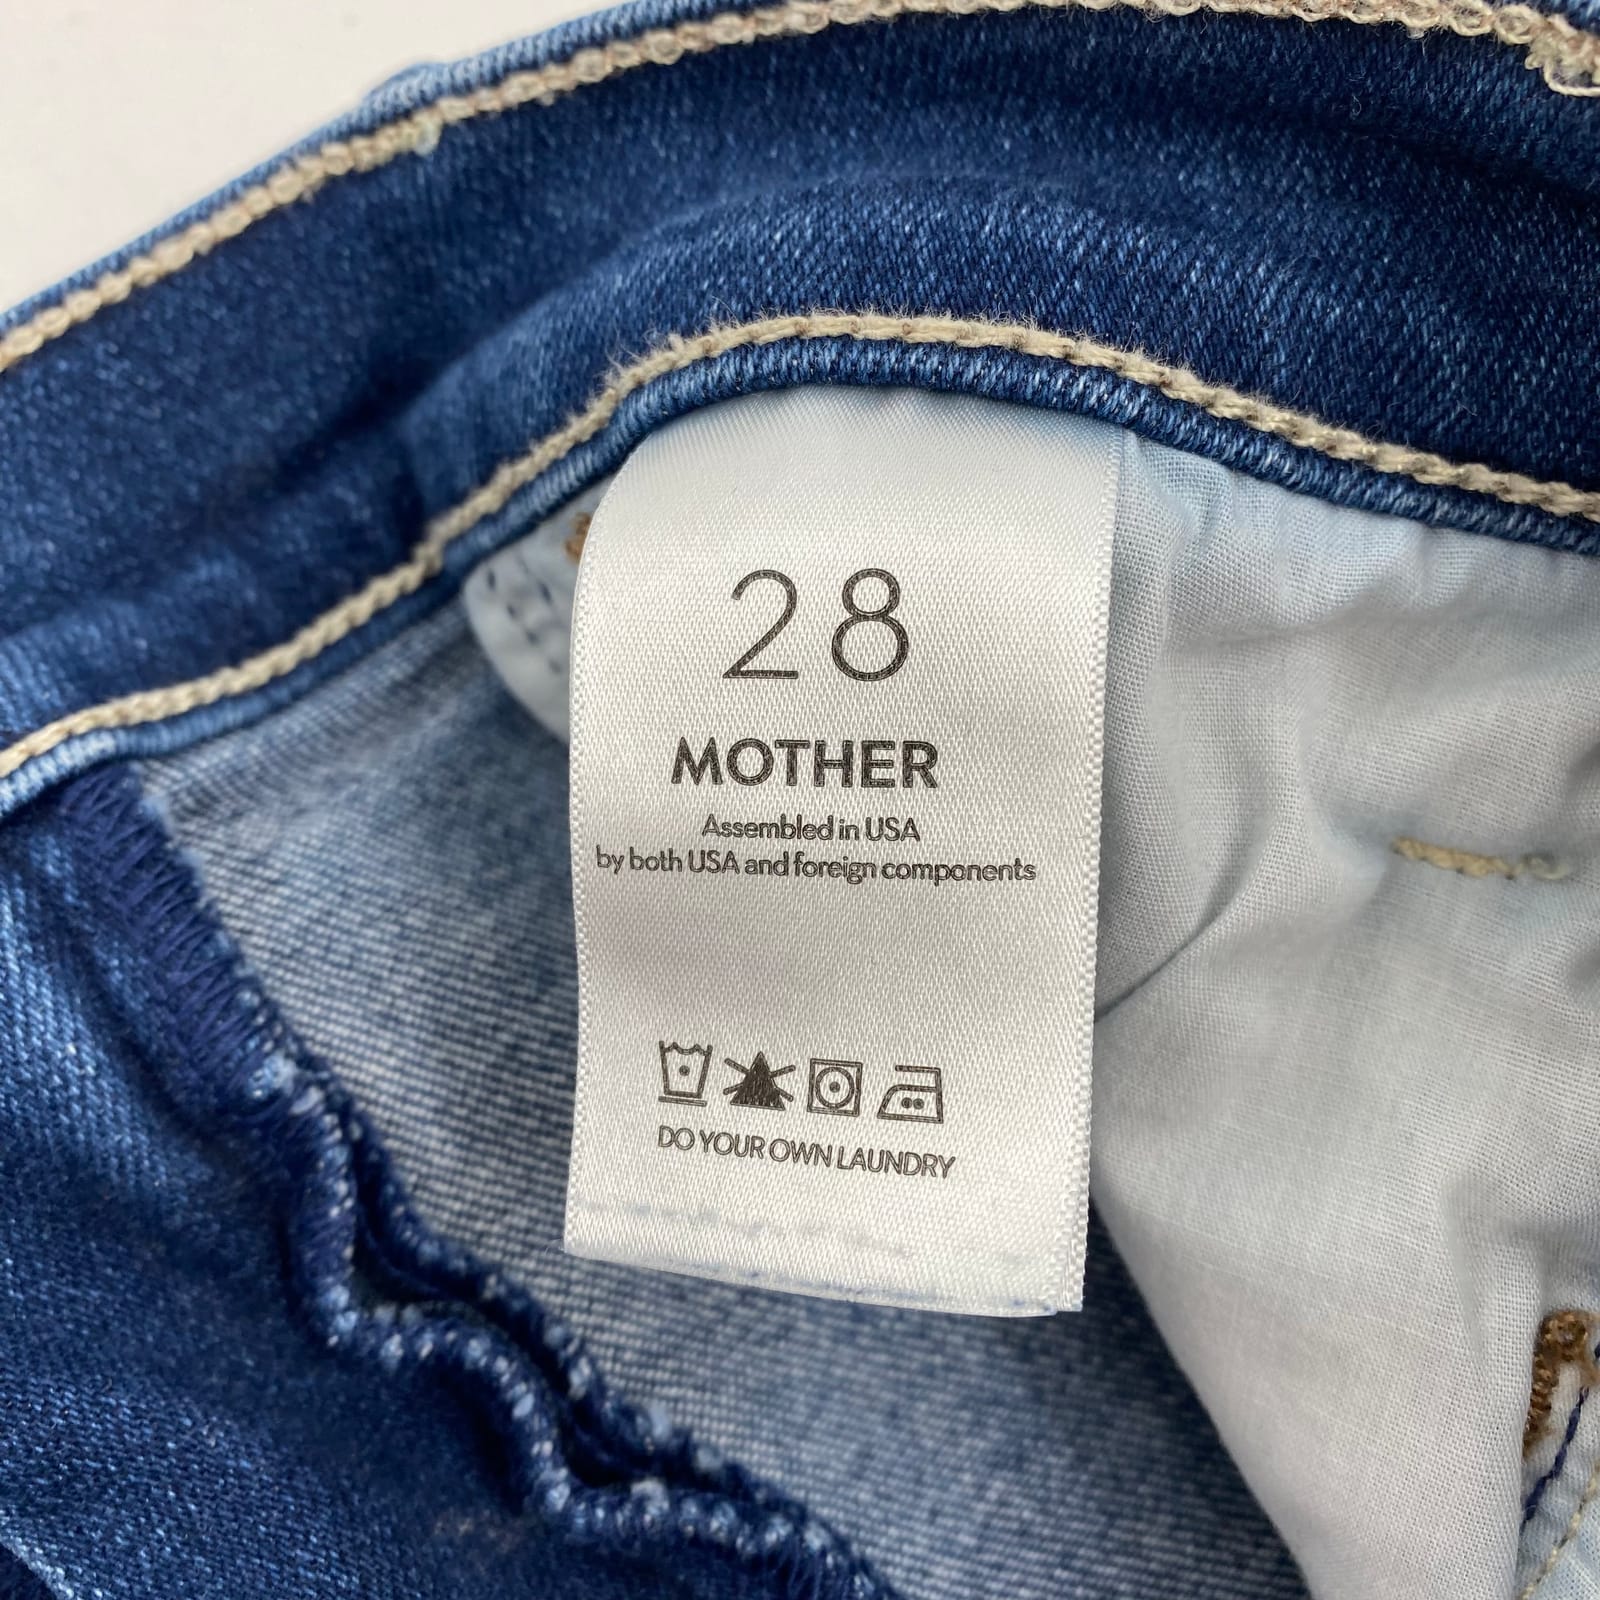 28
MOTHER
Assembled in USA
by both USA and foreign components
DO YOUR OWN LAUNDRY